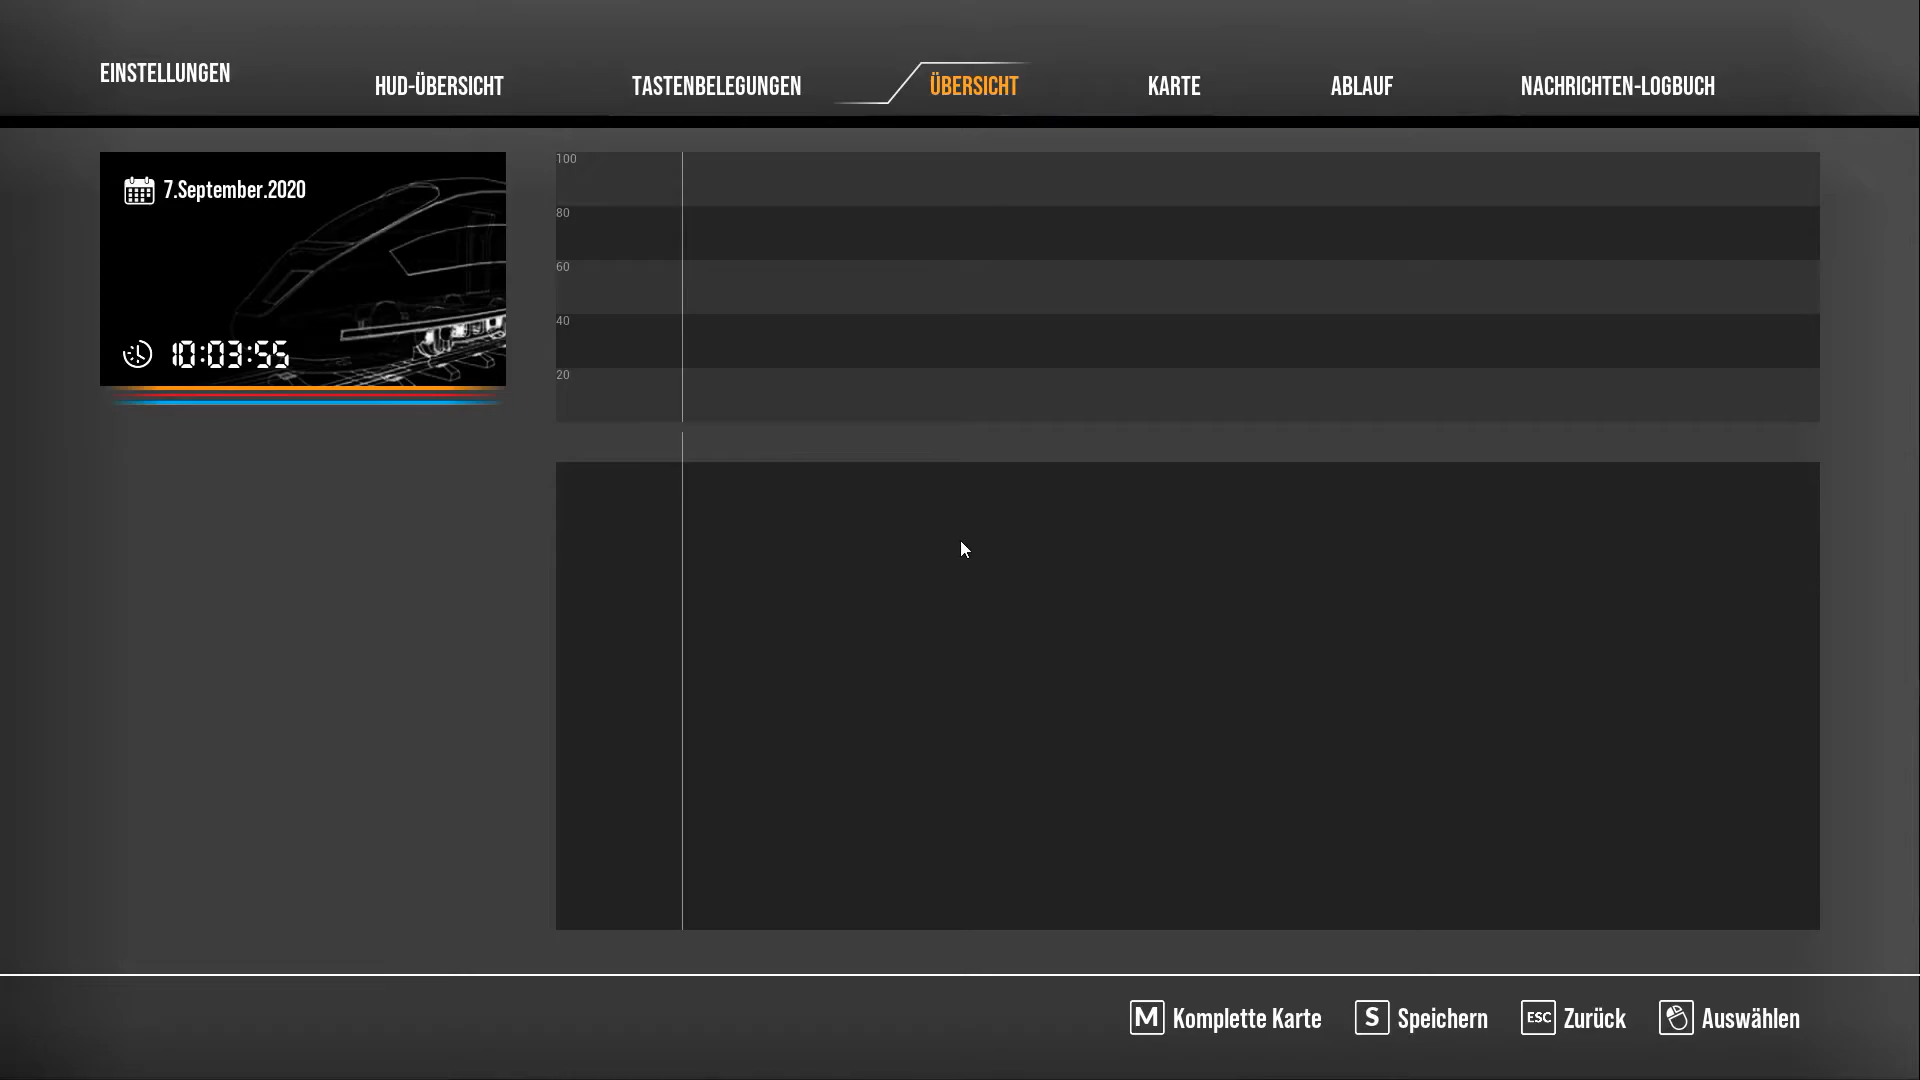 EINSTELLUNGEN
HUD-ÜBERSICHT
TASTENBELEGUNGEN
ÜBERSICHT
KARTE
ABLAUF
NACHRICHTEN-LOGBUCH
7.September.2020
10:03:55
100
80
60
40
20
M Komplette Karte
S Speichern
ESC Zurück
Auswählen